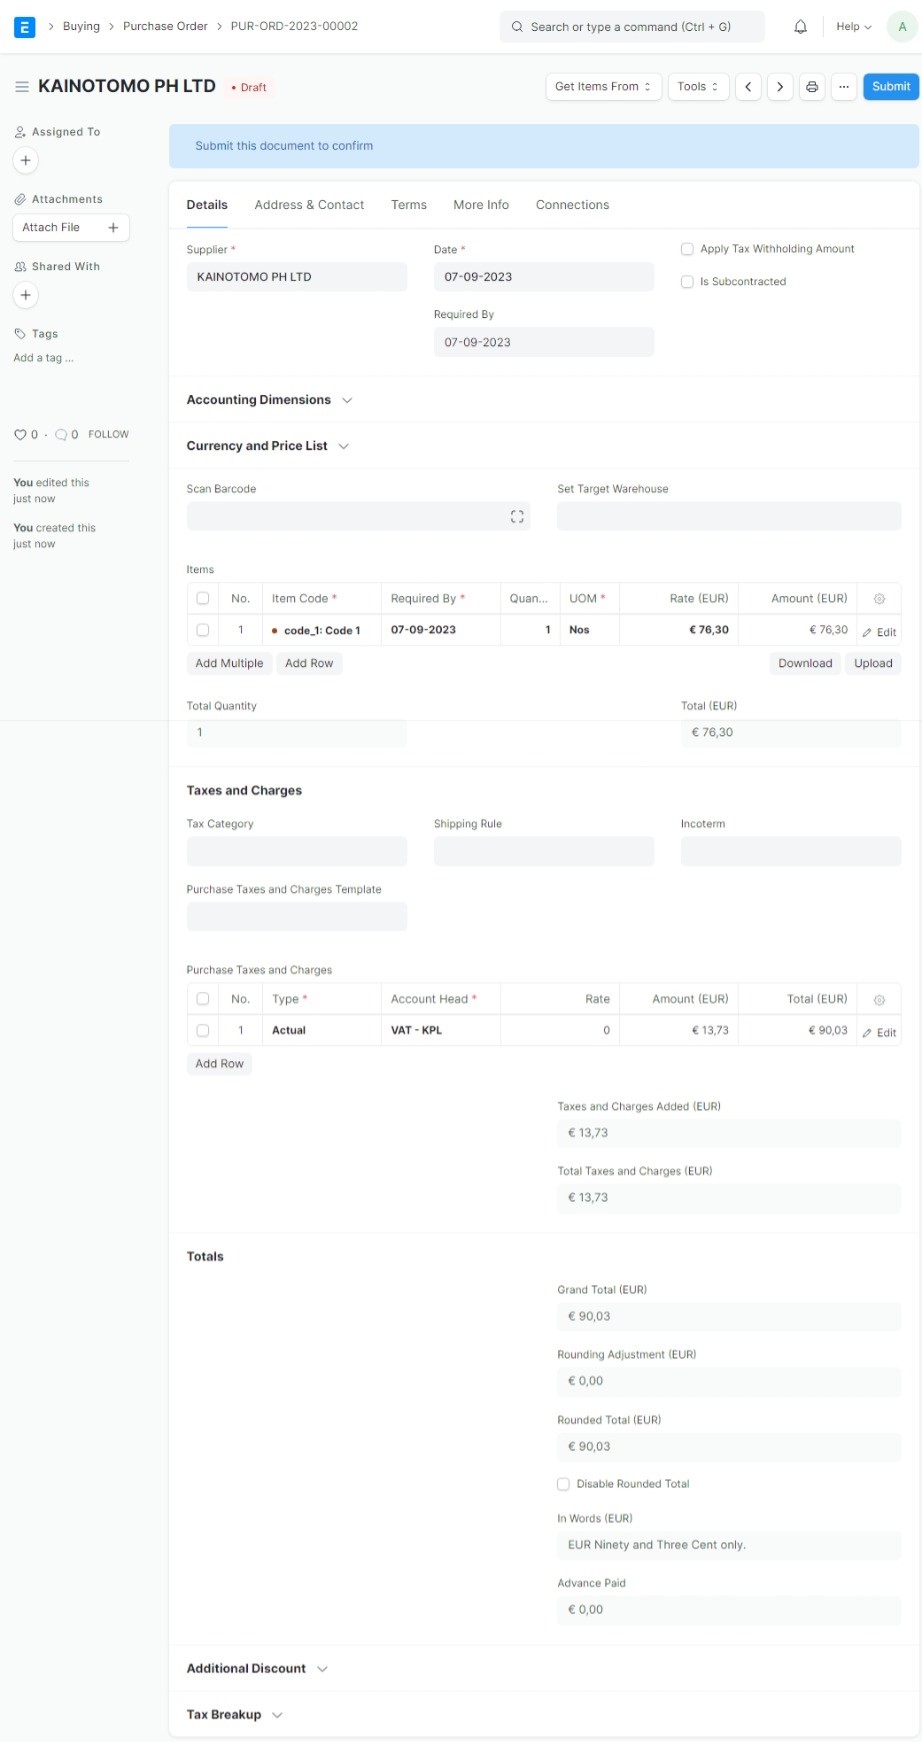 E > Buying > Purchase Order > PUR-ORD-2023-00002 Search or type a command (Ctrl + G) Help A
KAINOTOMO PH LTD • Draft Get Items From Tools ... Submit
Assigned To
+
Attachments
Attach File +
Shared With
+
Tags
Add a tag ...
0 · 0 FOLLOW
You edited this
just now
You created this
just now
Submit this document to confirm
Details Address & Contact Terms More Info Connections
Supplier * Date * Apply Tax Withholding Amount
KAINOTOMO PH LTD 07-09-2023 Is Subcontracted
Required By
07-09-2023
Accounting Dimensions
Currency and Price List
Scan Barcode Set Target Warehouse
Items
No. Item Code * Required By * Quan... UOM * Rate (EUR) Amount (EUR)
1 • code_1: Code 1 07-09-2023 1 Nos € 76,30 € 76,30 Edit
Add Multiple Add Row Download Upload
Total Quantity Total (EUR)
1 € 76,30
Taxes and Charges
Tax Category Shipping Rule Incoterm
Purchase Taxes and Charges Template
Purchase Taxes and Charges
No. Type * Account Head * Rate Amount (EUR) Total (EUR)
1 Actual VAT - KPL 0 € 13,73 € 90,03 Edit
Add Row
Taxes and Charges Added (EUR)
€ 13,73
Total Taxes and Charges (EUR)
€ 13,73
Totals
Grand Total (EUR)
€ 90,03
Rounding Adjustment (EUR)
€ 0,00
Rounded Total (EUR)
€ 90,03
Disable Rounded Total
In Words (EUR)
EUR Ninety and Three Cent only.
Advance Paid
€ 0,00
Additional Discount
Tax Breakup